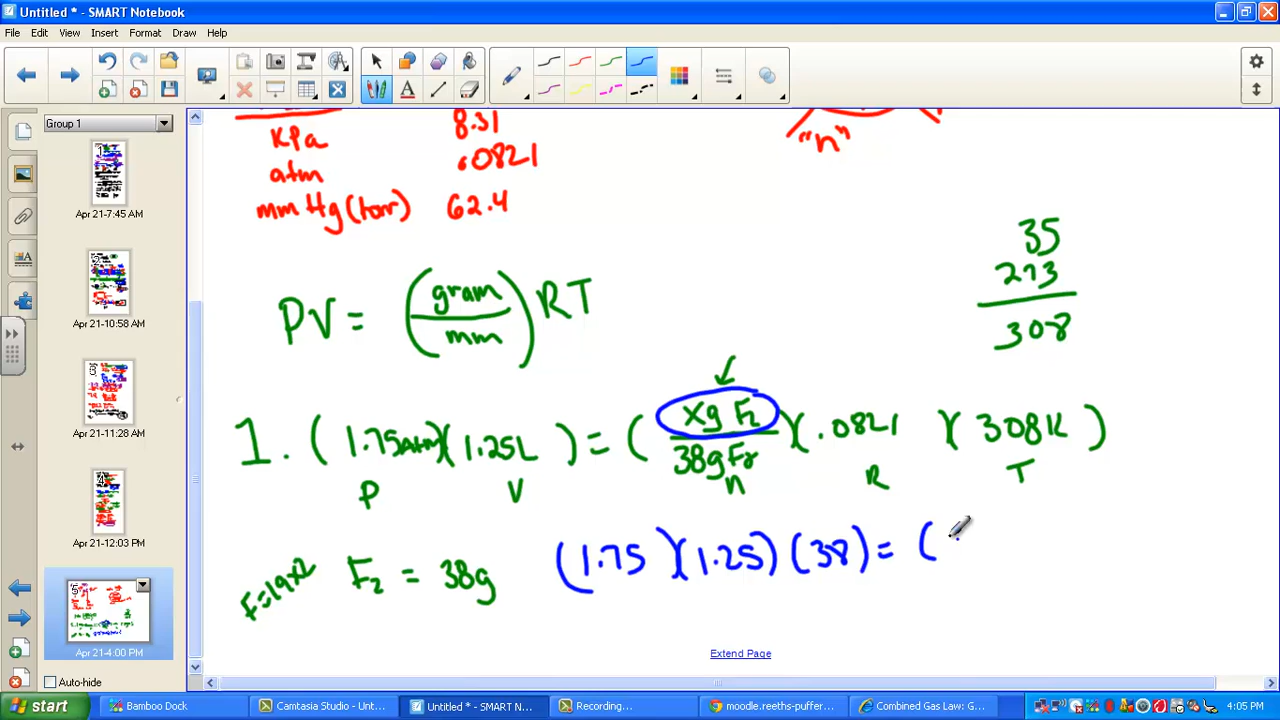 Untitled * - SMART Notebook
File Edit View Insert Format Draw Help
Group 1
Apr 21-7:45 AM
Apr 21-10:58 AM
Apr 21-11:28 AM
Apr 21-12:03 PM
Apr 21-4:00 PM
Auto-hide
KPa 8.31
atm .0821
mm Hg (torr) 62.4
"n"
35
273
308
PV = (gram/mm) RT
1. (1.75atm)(1.25L) = (
xg F2
38g F2
)(.0821)(308K)
P V n R T
F=19x2 F2 = 38g
(1.75)(1.25)(38) = (
Extend Page
start
Bamboo Dock
Camtasia Studio - Unt...
Untitled * - SMART N...
Recording...
moodle.reeths-puffer...
Combined Gas Law: C...
4:05 PM